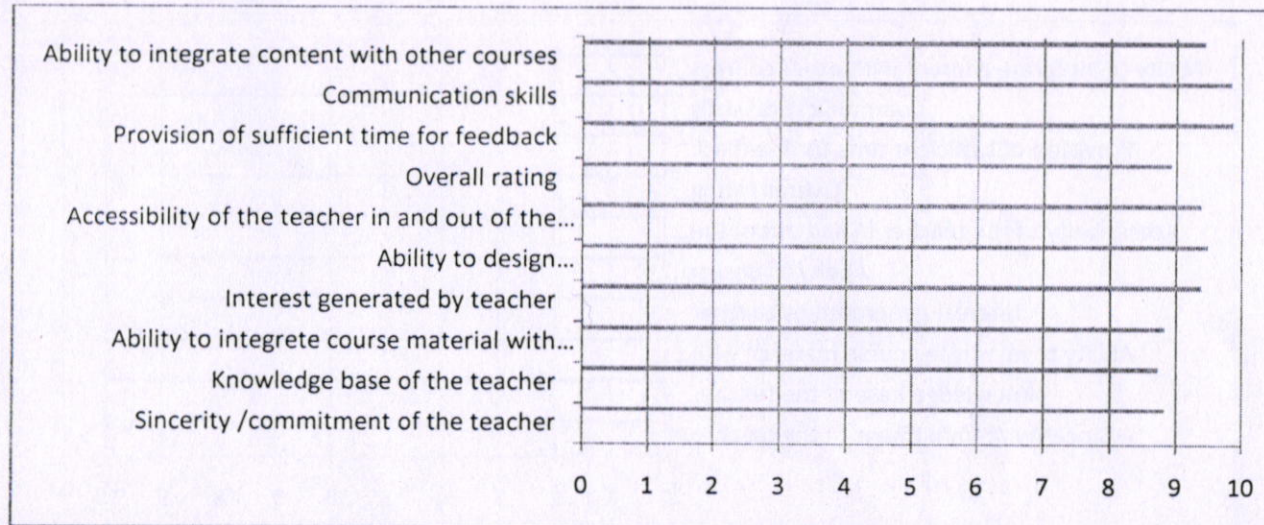 Ability to integrate content with other courses
Communication skills
Provision of sufficient time for feedback
Overall rating
Accessibility of the teacher in and out of the...
Ability to design...
Interest generated by teacher
Ability to integrete course material with...
Knowledge base of the teacher
Sincerity /commitment of the teacher
0 1 2 3 4 5 6 7 8 9 10